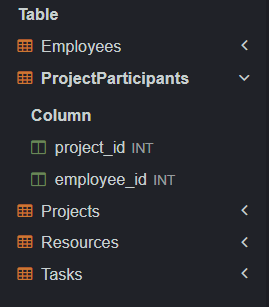 Table
Employees
ProjectParticipants
Column
project_id INT
employee_id INT
Projects
Resources
Tasks